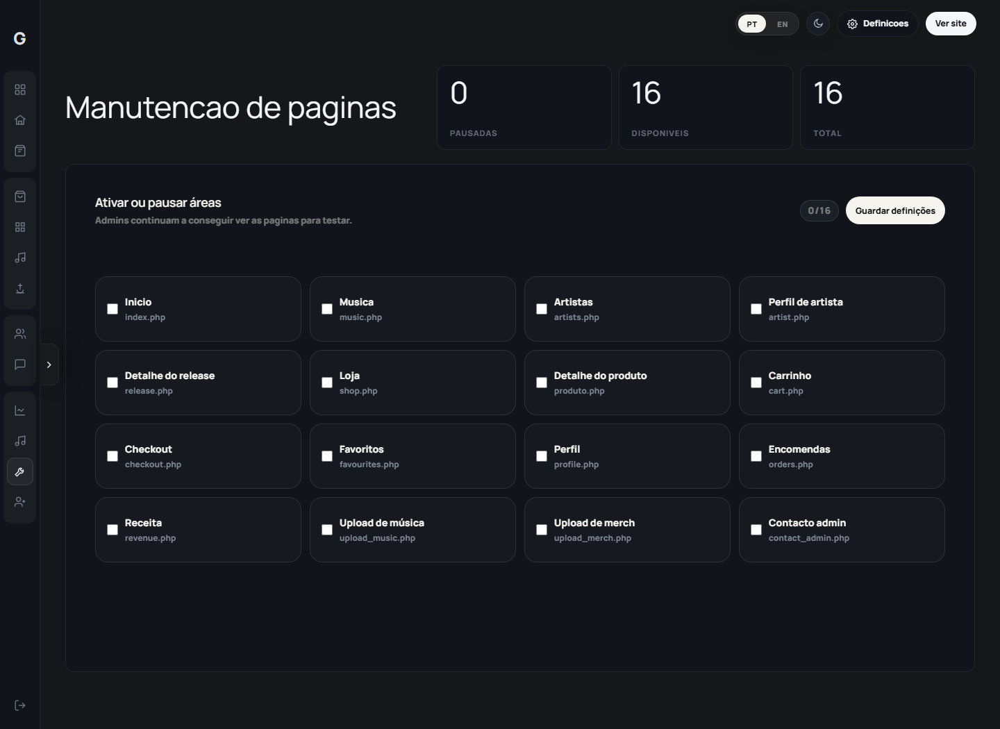 G
PT
EN
Definicoes
Ver site
Manutencao de paginas
0
PAUSADAS
16
DISPONIVEIS
16
TOTAL
Ativar ou pausar áreas
Admins continuam a conseguir ver as paginas para testar.
0/16
Guardar definições
Inicio
index.php
Musica
music.php
Artistas
artists.php
Perfil de artista
artist.php
Detalhe do release
release.php
Loja
shop.php
Detalhe do produto
produto.php
Carrinho
cart.php
Checkout
checkout.php
Favoritos
favourites.php
Perfil
profile.php
Encomendas
orders.php
Receita
revenue.php
Upload de música
upload_music.php
Upload de merch
upload_merch.php
Contacto admin
contact_admin.php